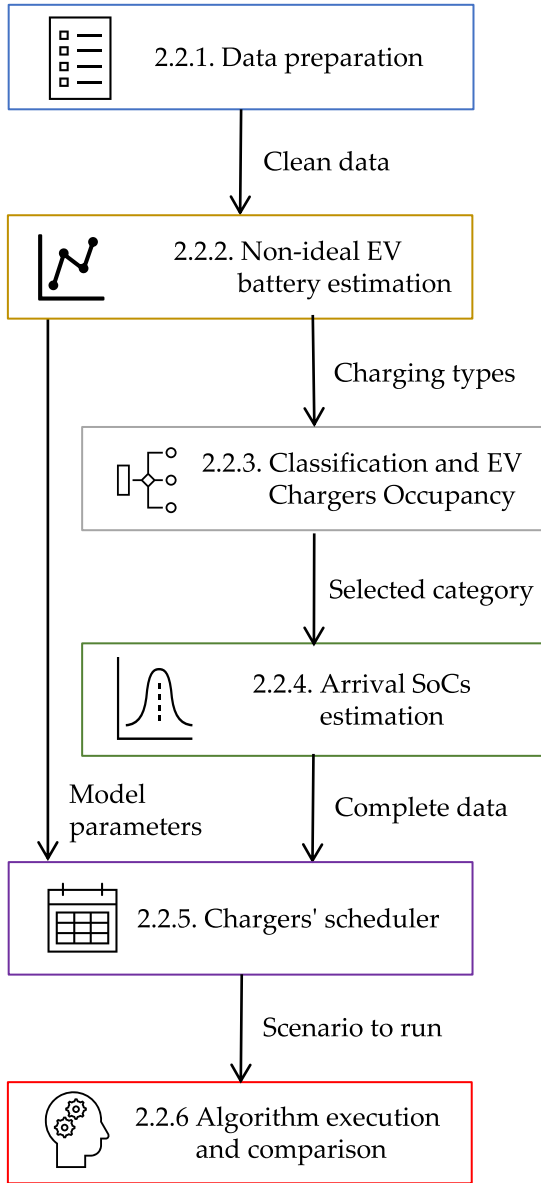 2.2.1. Data preparation
Clean data
2.2.2. Non-ideal EV
battery estimation
Charging types
2.2.3. Classification and EV
Chargers Occupancy
Selected category
2.2.4. Arrival SoCs
estimation
Model
parameters
Complete data
2.2.5. Chargers' scheduler
Scenario to run
2.2.6 Algorithm execution
and comparison